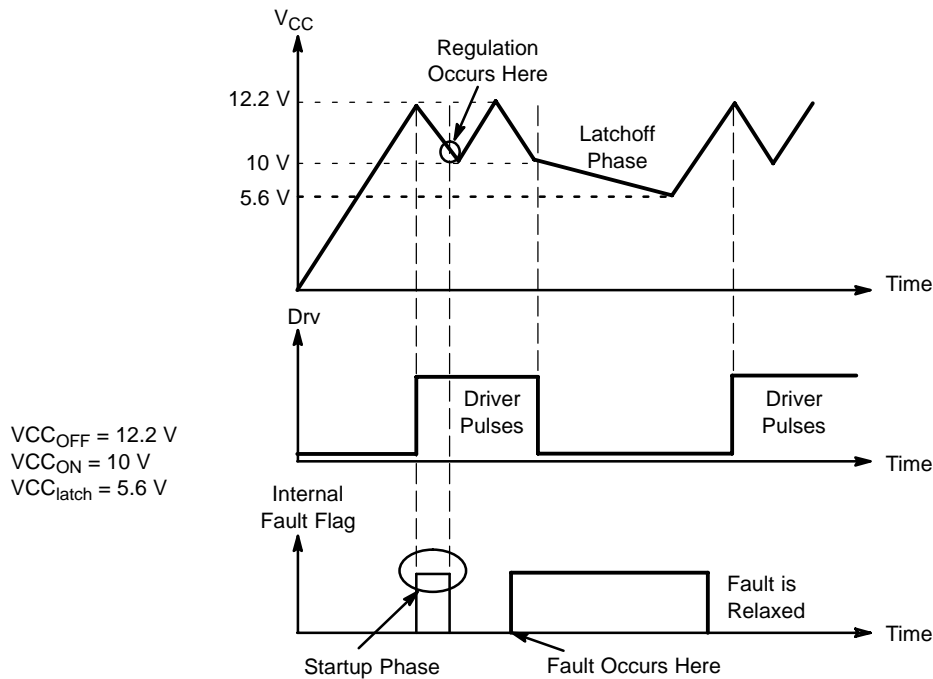 V_CC
Regulation
Occurs Here
12.2 V
10 V
5.6 V
Latchoff
Phase
Time
Drv
Driver
Pulses
Driver
Pulses
Time
VCC_OFF = 12.2 V
VCC_ON = 10 V
VCC_latch = 5.6 V
Internal
Fault Flag
Fault is
Relaxed
Time
Startup Phase
Fault Occurs Here